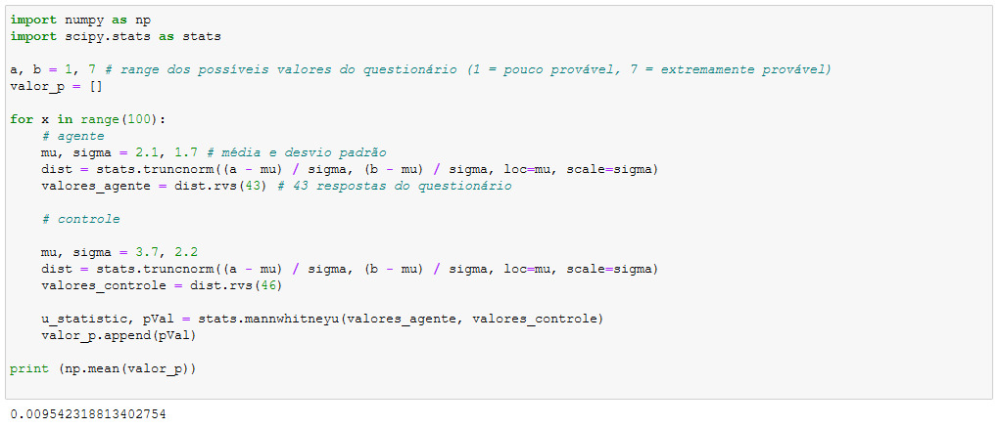 import numpy as np
import scipy.stats as stats
a, b = 1, 7 # range dos possíveis valores do questionário (1 = pouco provável, 7 = extremamente provável)
valor_p = []
for x in range(100):
    # agente
    mu, sigma = 2.1, 1.7 # média e desvio padrão
    dist = stats.truncnorm((a - mu) / sigma, (b - mu) / sigma, loc=mu, scale=sigma)
    valores_agente = dist.rvs(43) # 43 respostas do questionário
    # controle
    mu, sigma = 3.7, 2.2
    dist = stats.truncnorm((a - mu) / sigma, (b - mu) / sigma, loc=mu, scale=sigma)
    valores_controle = dist.rvs(46)
    u_statistic, pVal = stats.mannwhitneyu(valores_agente, valores_controle)
    valor_p.append(pVal)
print (np.mean(valor_p))
0.009542318813402754